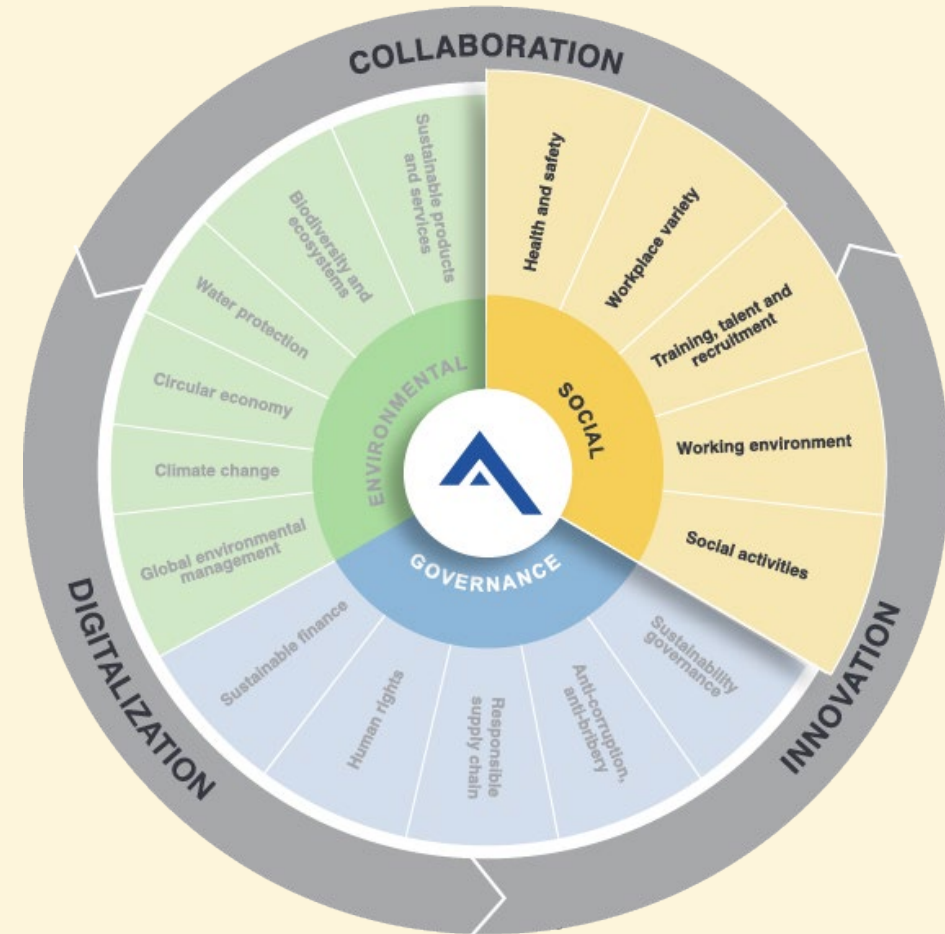 COLLABORATION
Health and safety
Workplace variety
Training, talent and
recruitment
Working environment
Social activities
SOCIAL
INNOVATION
Sustainability
governance
Anti-corruption,
anti-bribery
Responsible
supply chain
Human rights
Sustainable finance
GOVERNANCE
DIGITALIZATION
Global environmental
management
Climate change
Circular economy
Water protection
Biodiversity and
ecosystems
Sustainable products
and services
ENVIRONMENTAL